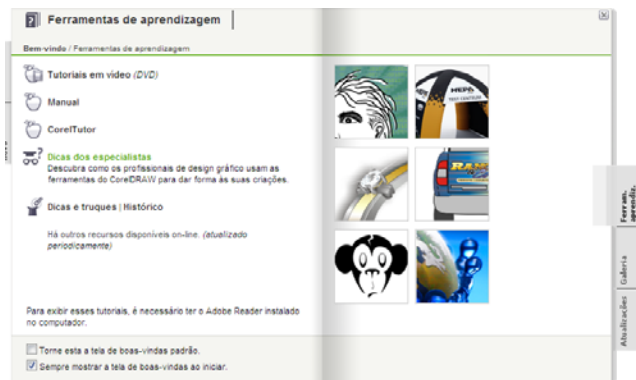 Ferramentas de aprendizagem
Bem-vindo / Ferramentas de aprendizagem
Tutoriais em vídeo (DVD)
Manual
CorelTutor
Dicas dos especialistas
Descubra como os profissionais de design gráfico usam as
ferramentas do CorelDRAW para dar forma às suas criações.
Dicas e truques | Histórico
Há outros recursos disponíveis on-line. (atualizado
periodicamente)
Para exibir esses tutoriais, é necessário ter o Adobe Reader instalado
no computador.
Torne esta a tela de boas-vindas padrão.
Sempre mostrar a tela de boas-vindas ao iniciar.
Ferram.
aprendiz.
Galeria
Atualizações